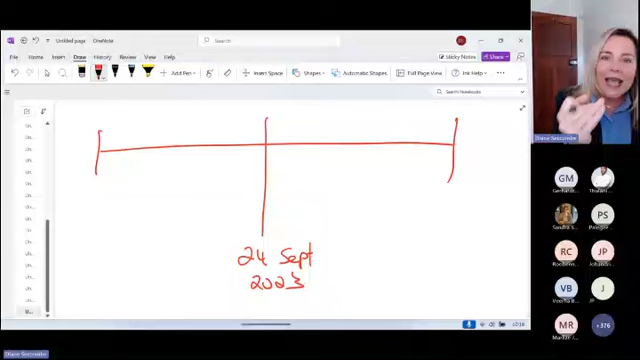 Untitled page - OneNote
Search
Sticky Notes
Share
File Home Insert Draw History Review View Help
Add Pen
Insert Space
Shapes
Automatic Shapes
Full Page View
Ink Help
Search Notebooks
24 Sept
2023
GM
PS
RC
JP
VB
J
MR
+376
10:18